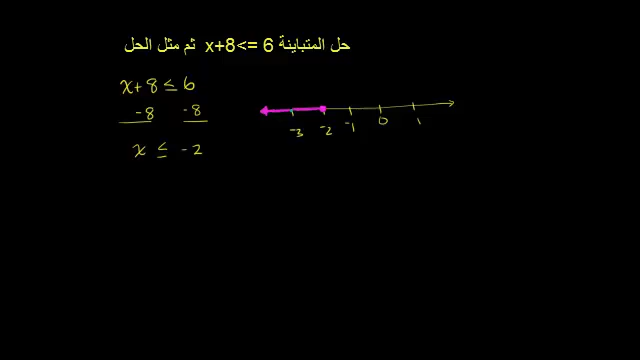 حل المتباينة x+8<= 6 ثم مثل الحل
x+8 ≤ 6
-8 -8
x ≤ -2
-3 -2 -1 0 1